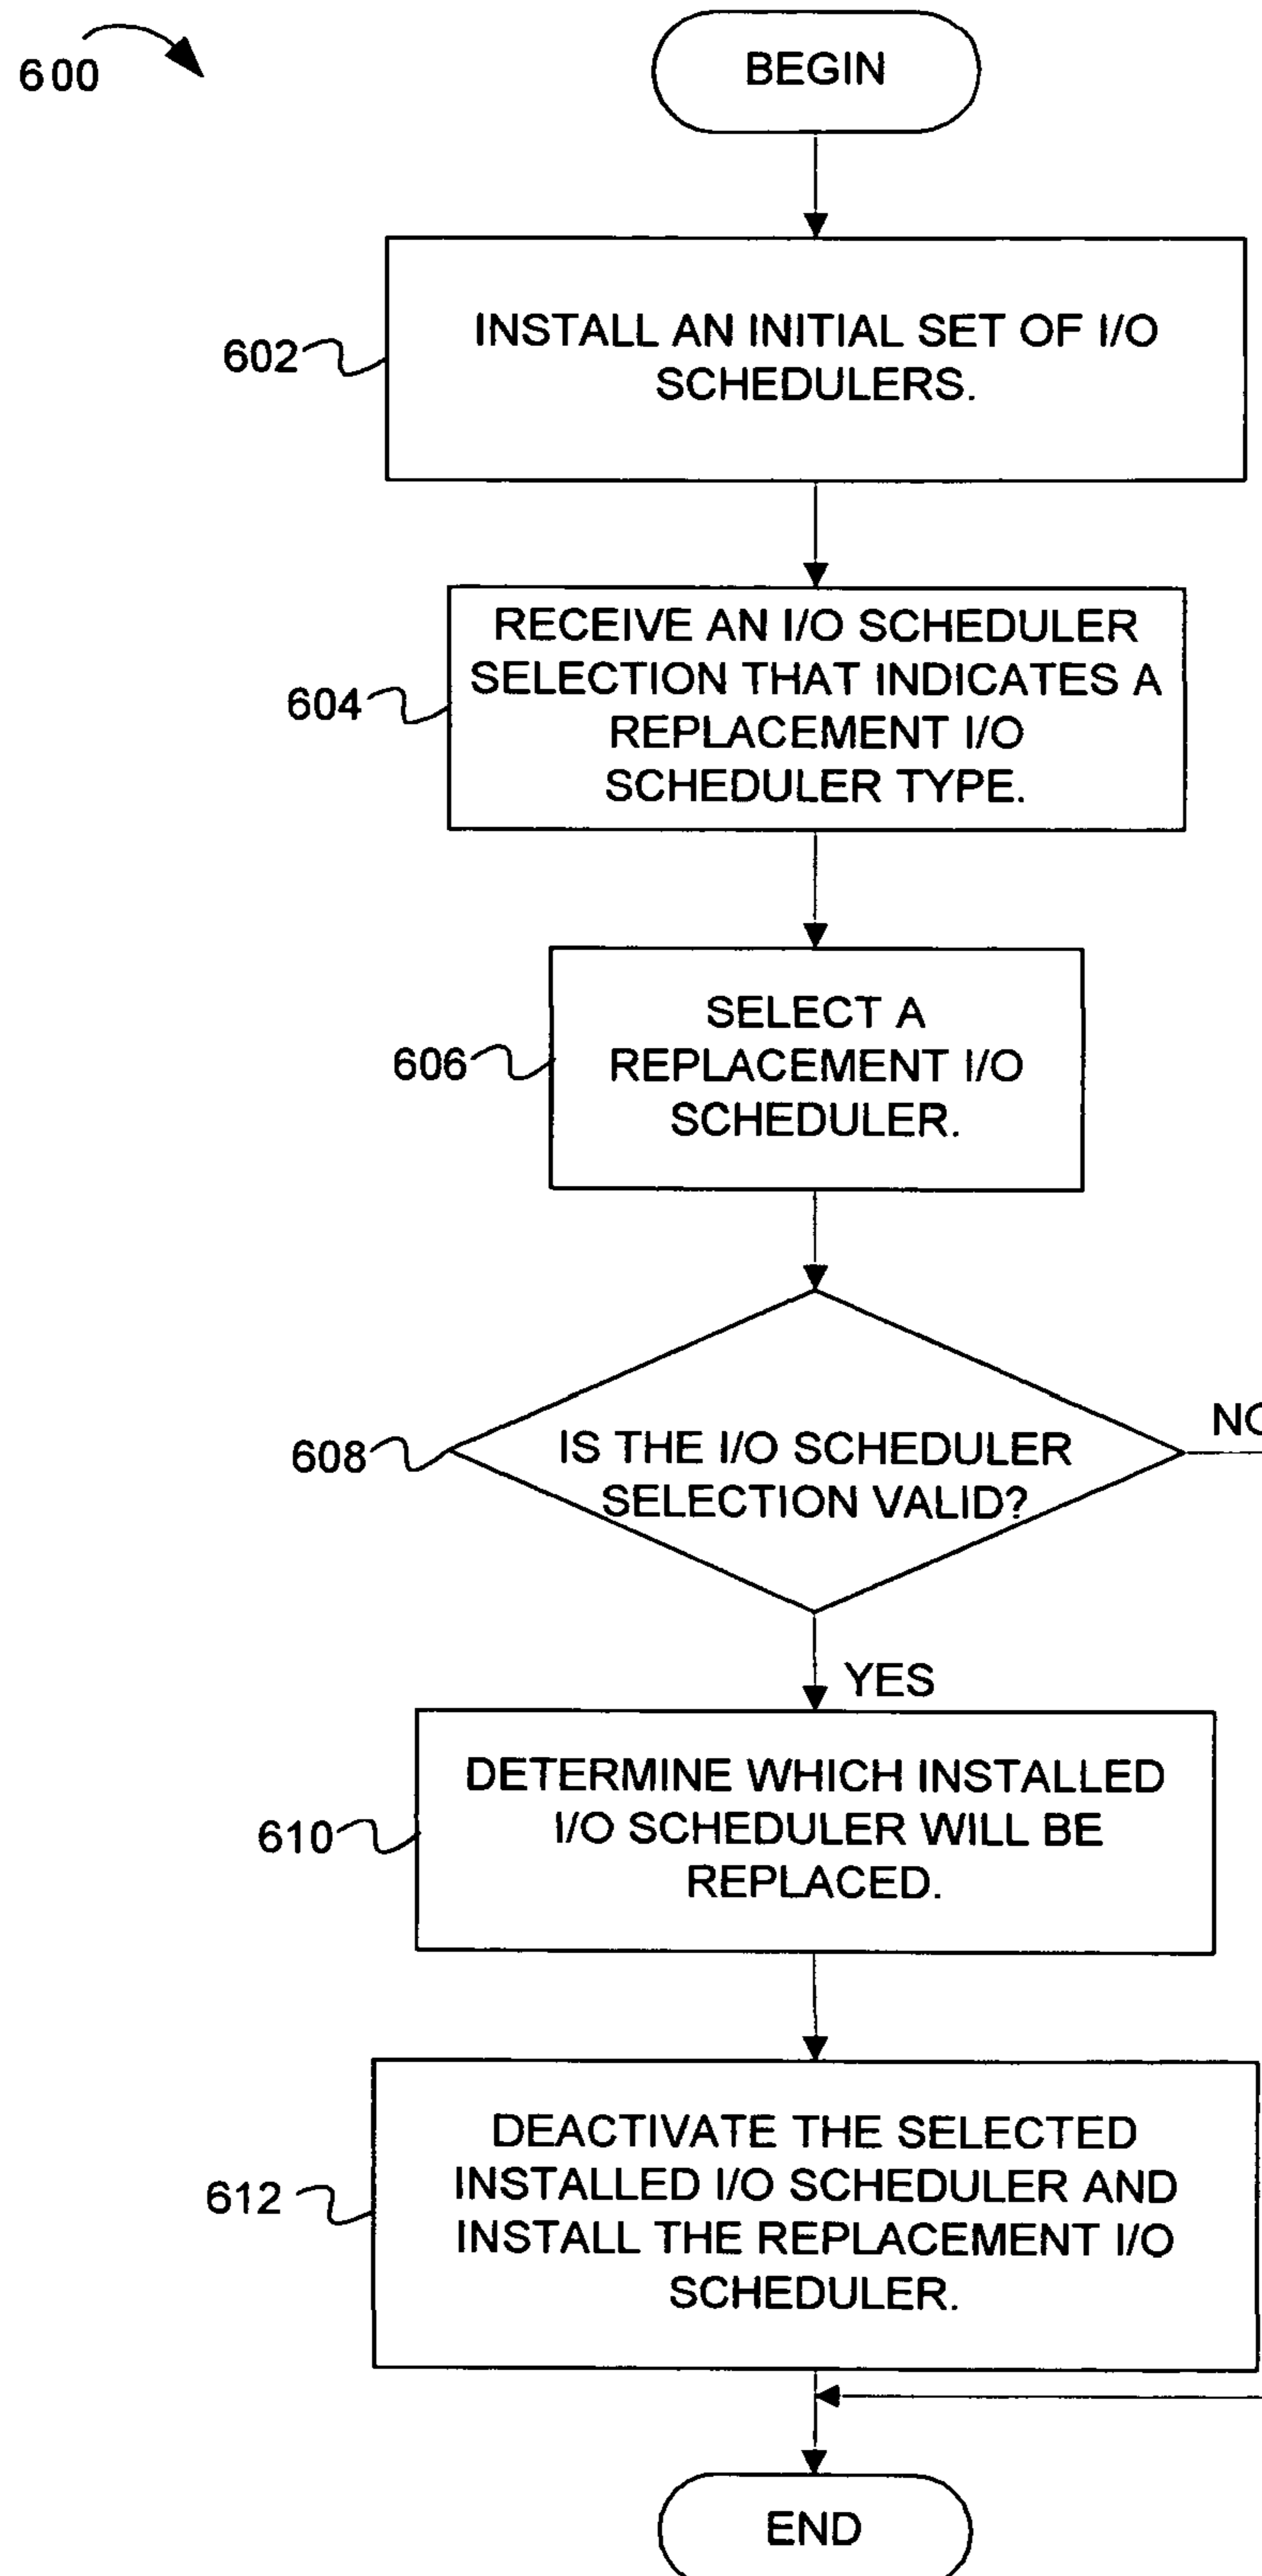 600
BEGIN
602
INSTALL AN INITIAL SET OF I/O
SCHEDULERS.
604
RECEIVE AN I/O SCHEDULER
SELECTION THAT INDICATES A
REPLACEMENT I/O
SCHEDULER TYPE.
606
SELECT A
REPLACEMENT I/O
SCHEDULER.
608
IS THE I/O SCHEDULER
SELECTION VALID?
NO
YES
610
DETERMINE WHICH INSTALLED
I/O SCHEDULER WILL BE
REPLACED.
612
DEACTIVATE THE SELECTED
INSTALLED I/O SCHEDULER AND
INSTALL THE REPLACEMENT I/O
SCHEDULER.
END